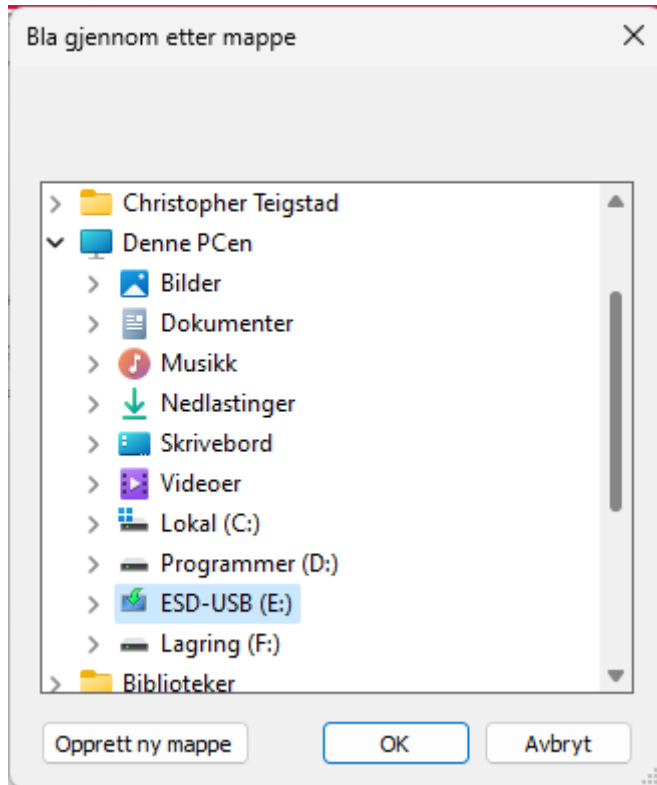 Bla gjennom etter mappe
Christopher Teigstad
Denne PCen
Bilder
Dokumenter
Musikk
Nedlastinger
Skrivebord
Videoer
Lokal (C:)
Programmer (D:)
ESD-USB (E:)
Lagring (F:)
Biblioteker
Opprett ny mappe OK Avbryt